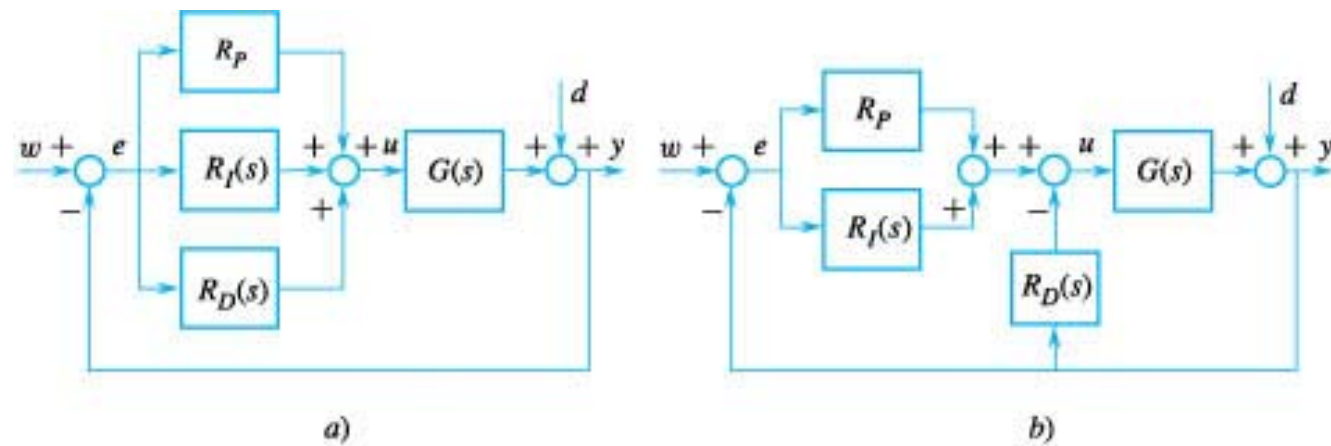 R_P
d
w + e + + u G(s) + + y
R_I(s)
− +
R_D(s)
a)
R_P
d
w + e + + u G(s) + + y
− + −
R_I(s)
R_D(s)
b)